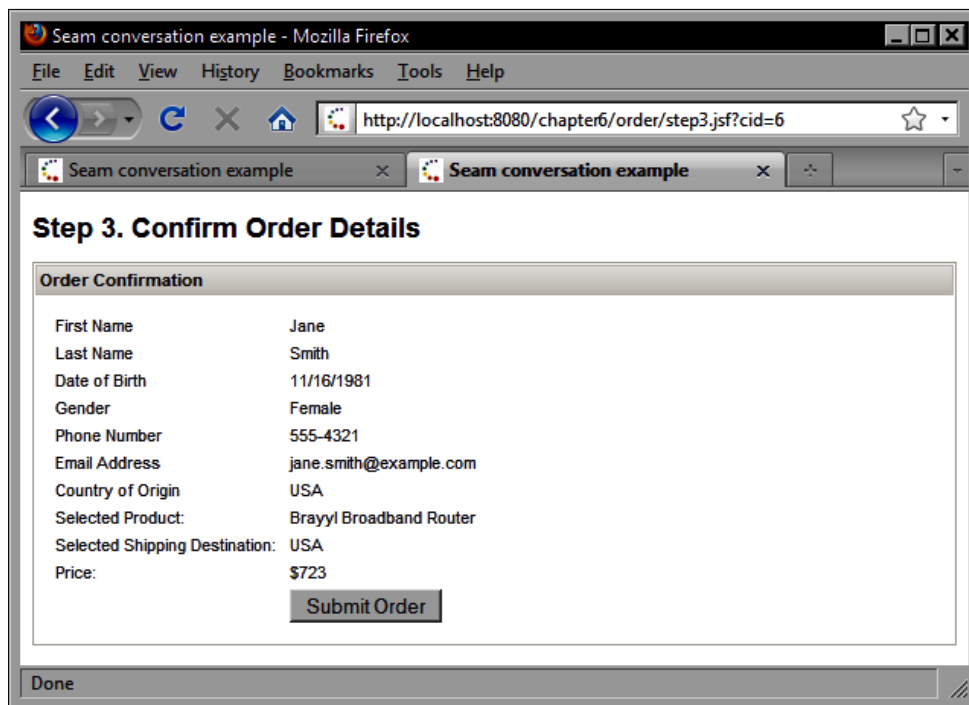 Seam conversation example - Mozilla Firefox
File Edit View History Bookmarks Tools Help
http://localhost:8080/chapter6/order/step3.jsf?cid=6
Seam conversation example Seam conversation example
Step 3. Confirm Order Details
Order Confirmation
First Name Jane
Last Name Smith
Date of Birth 11/16/1981
Gender Female
Phone Number 555-4321
Email Address jane.smith@example.com
Country of Origin USA
Selected Product: Brayyl Broadband Router
Selected Shipping Destination: USA
Price: $723
Submit Order
Done